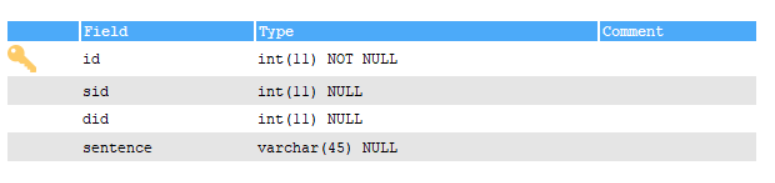 Field Type Comment
id int(11) NOT NULL
sid int(11) NULL
did int(11) NULL
sentence varchar(45) NULL